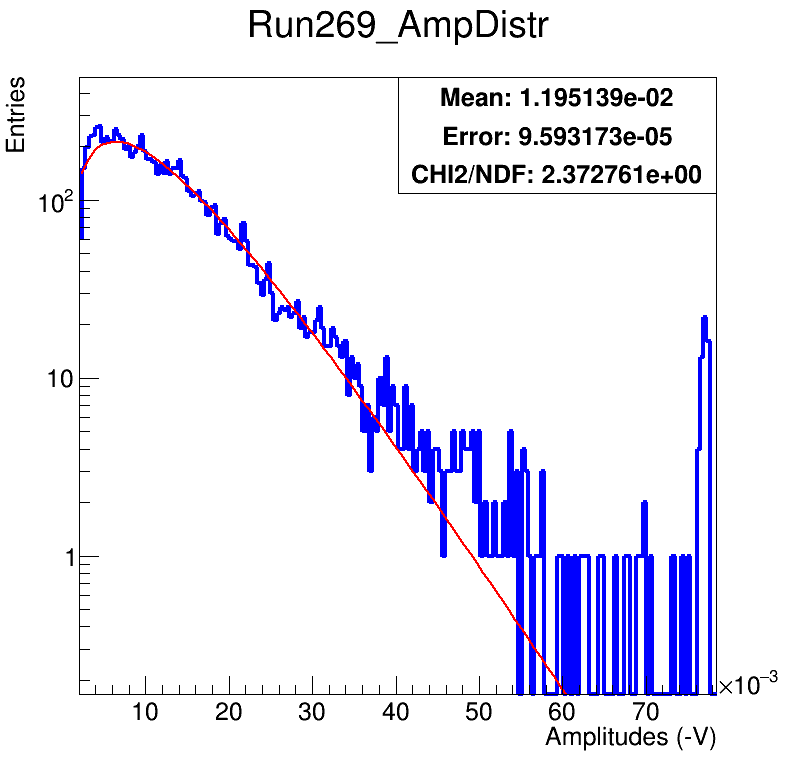 Run269_AmpDistr
Entries
Mean: 1.195139e-02
Error: 9.593173e-05
CHI2/NDF: 2.372761e+00
10²
10
1
10 20 30 40 50 60 70
×10⁻³
Amplitudes (-V)